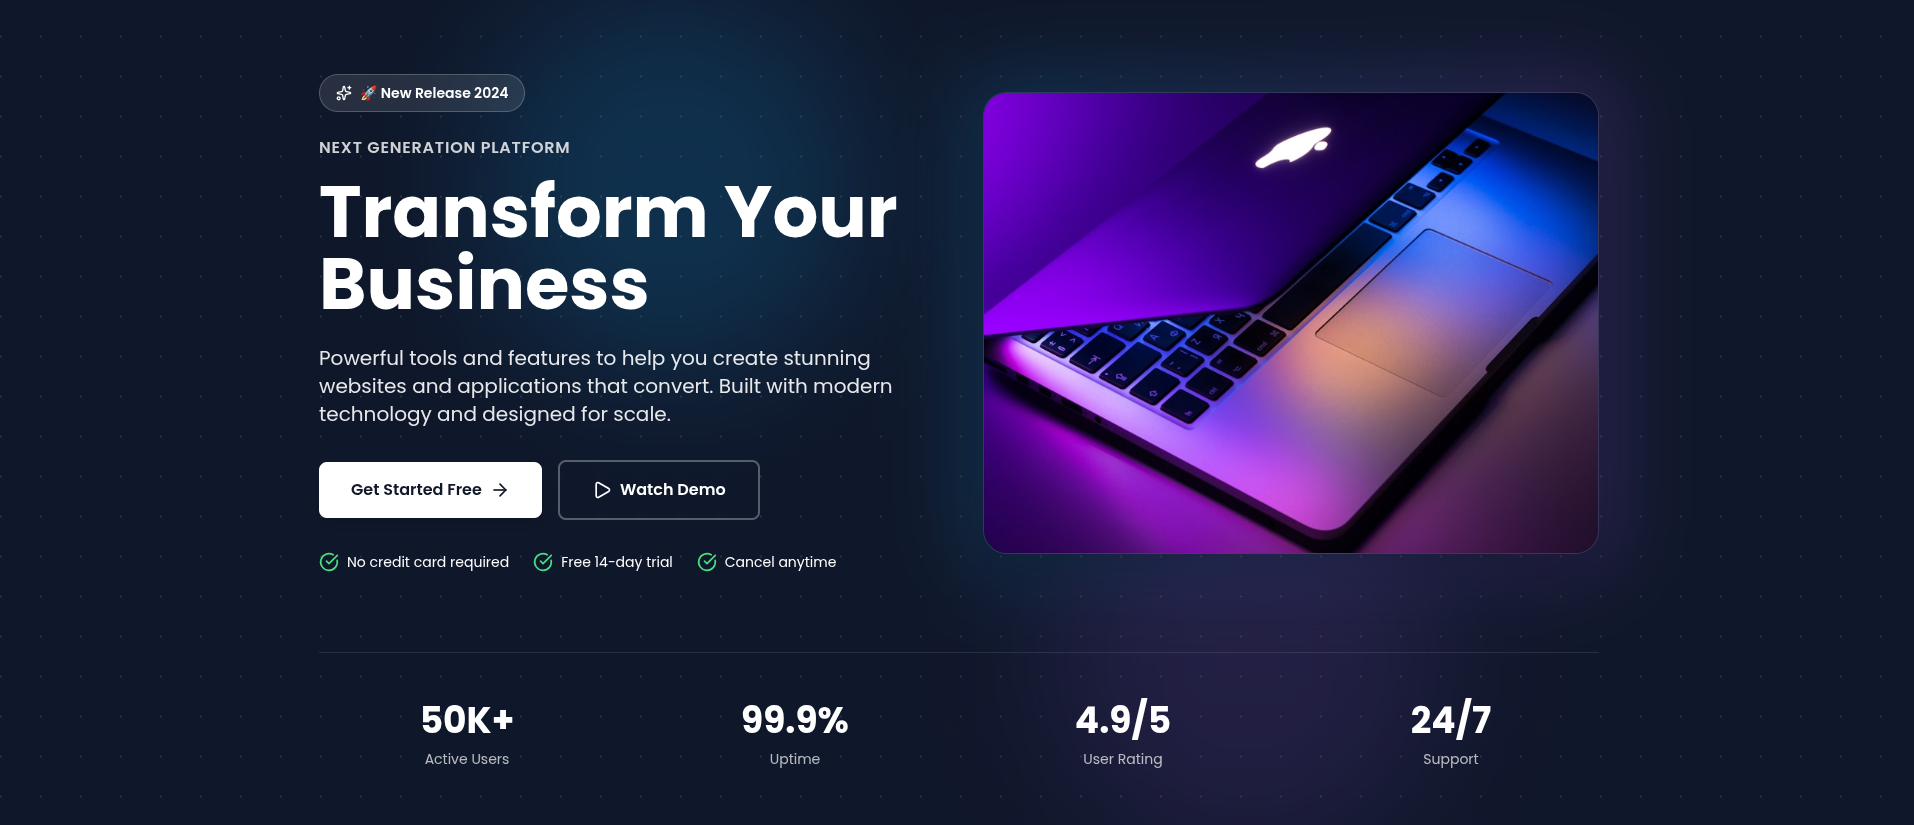 🚀 New Release 2024
NEXT GENERATION PLATFORM
Transform Your
Business
Powerful tools and features to help you create stunning
websites and applications that convert. Built with modern
technology and designed for scale.
Get Started Free
Watch Demo
No credit card required
Free 14-day trial
Cancel anytime
50K+
Active Users
99.9%
Uptime
4.9/5
User Rating
24/7
Support